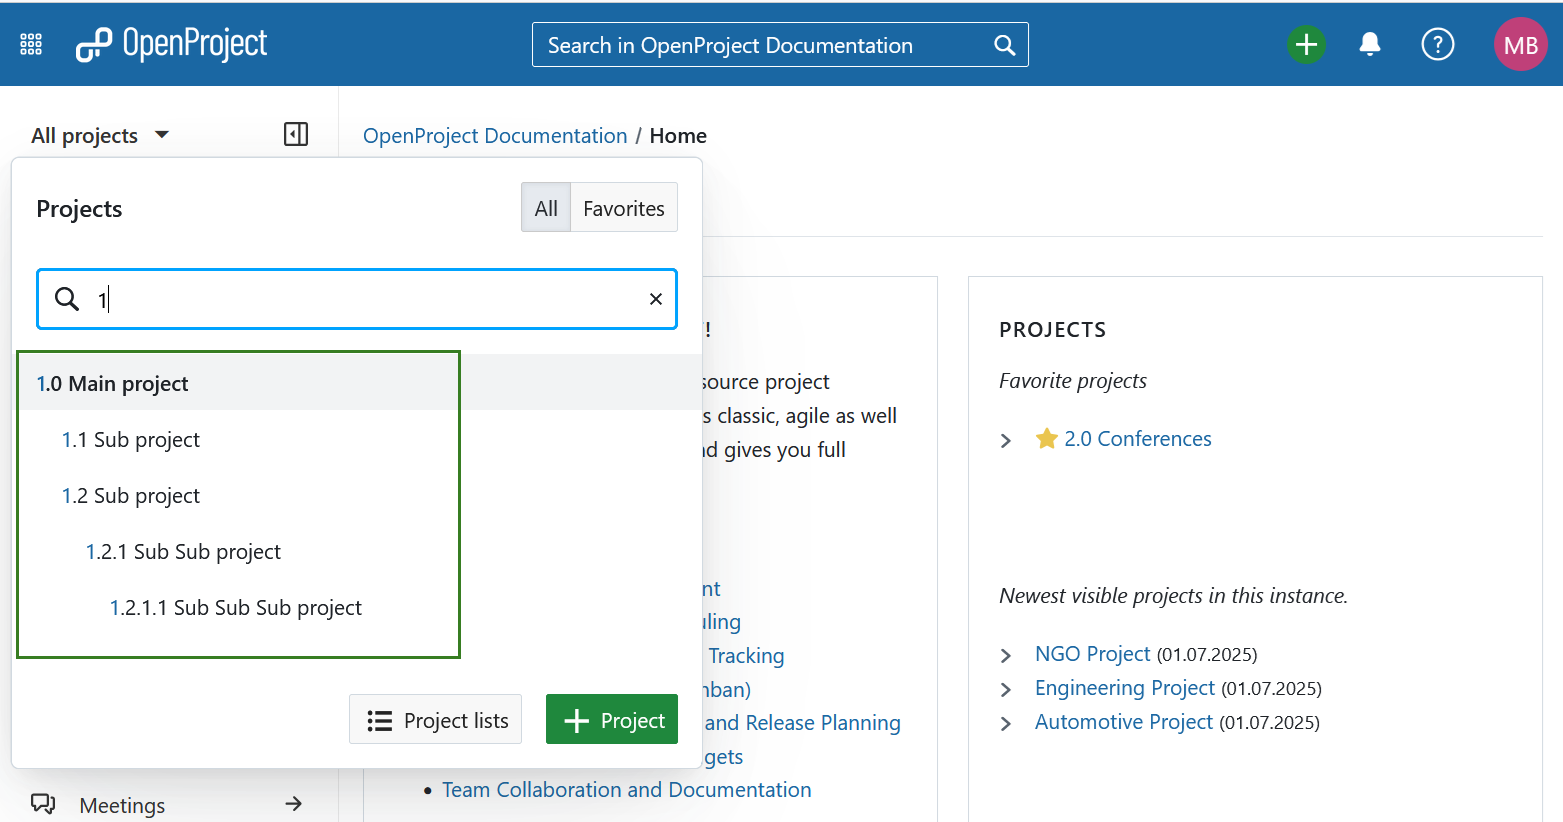 OpenProject
Search in OpenProject Documentation
?
MB
All projects
OpenProject Documentation / Home
Projects
All
Favorites
1
1.0 Main project
1.1 Sub project
1.2 Sub project
1.2.1 Sub Sub project
1.2.1.1 Sub Sub Sub project
Project lists
+ Project
Meetings
!
source project
s classic, agile as well
nd gives you full
nt
uling
Tracking
nban)
and Release Planning
gets
• Team Collaboration and Documentation
PROJECTS
Favorite projects
2.0 Conferences
Newest visible projects in this instance.
NGO Project (01.07.2025)
Engineering Project (01.07.2025)
Automotive Project (01.07.2025)